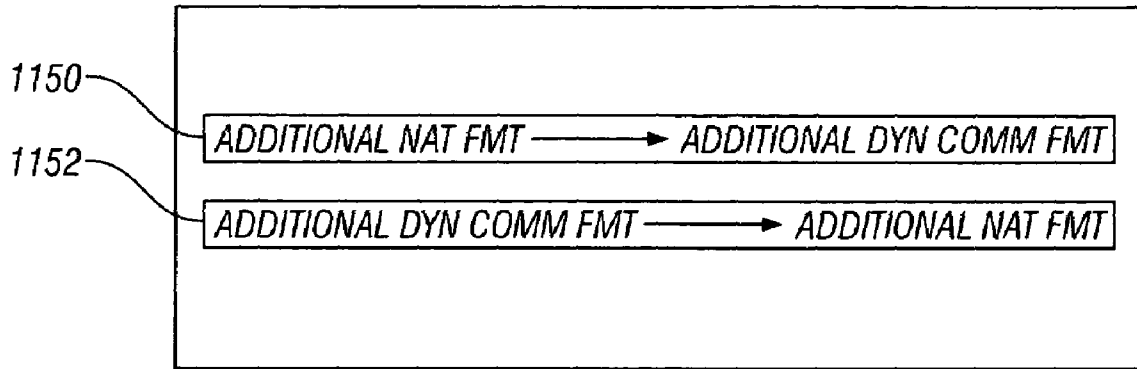 1150
ADDITIONAL NAT FMT → ADDITIONAL DYN COMM FMT
1152
ADDITIONAL DYN COMM FMT → ADDITIONAL NAT FMT